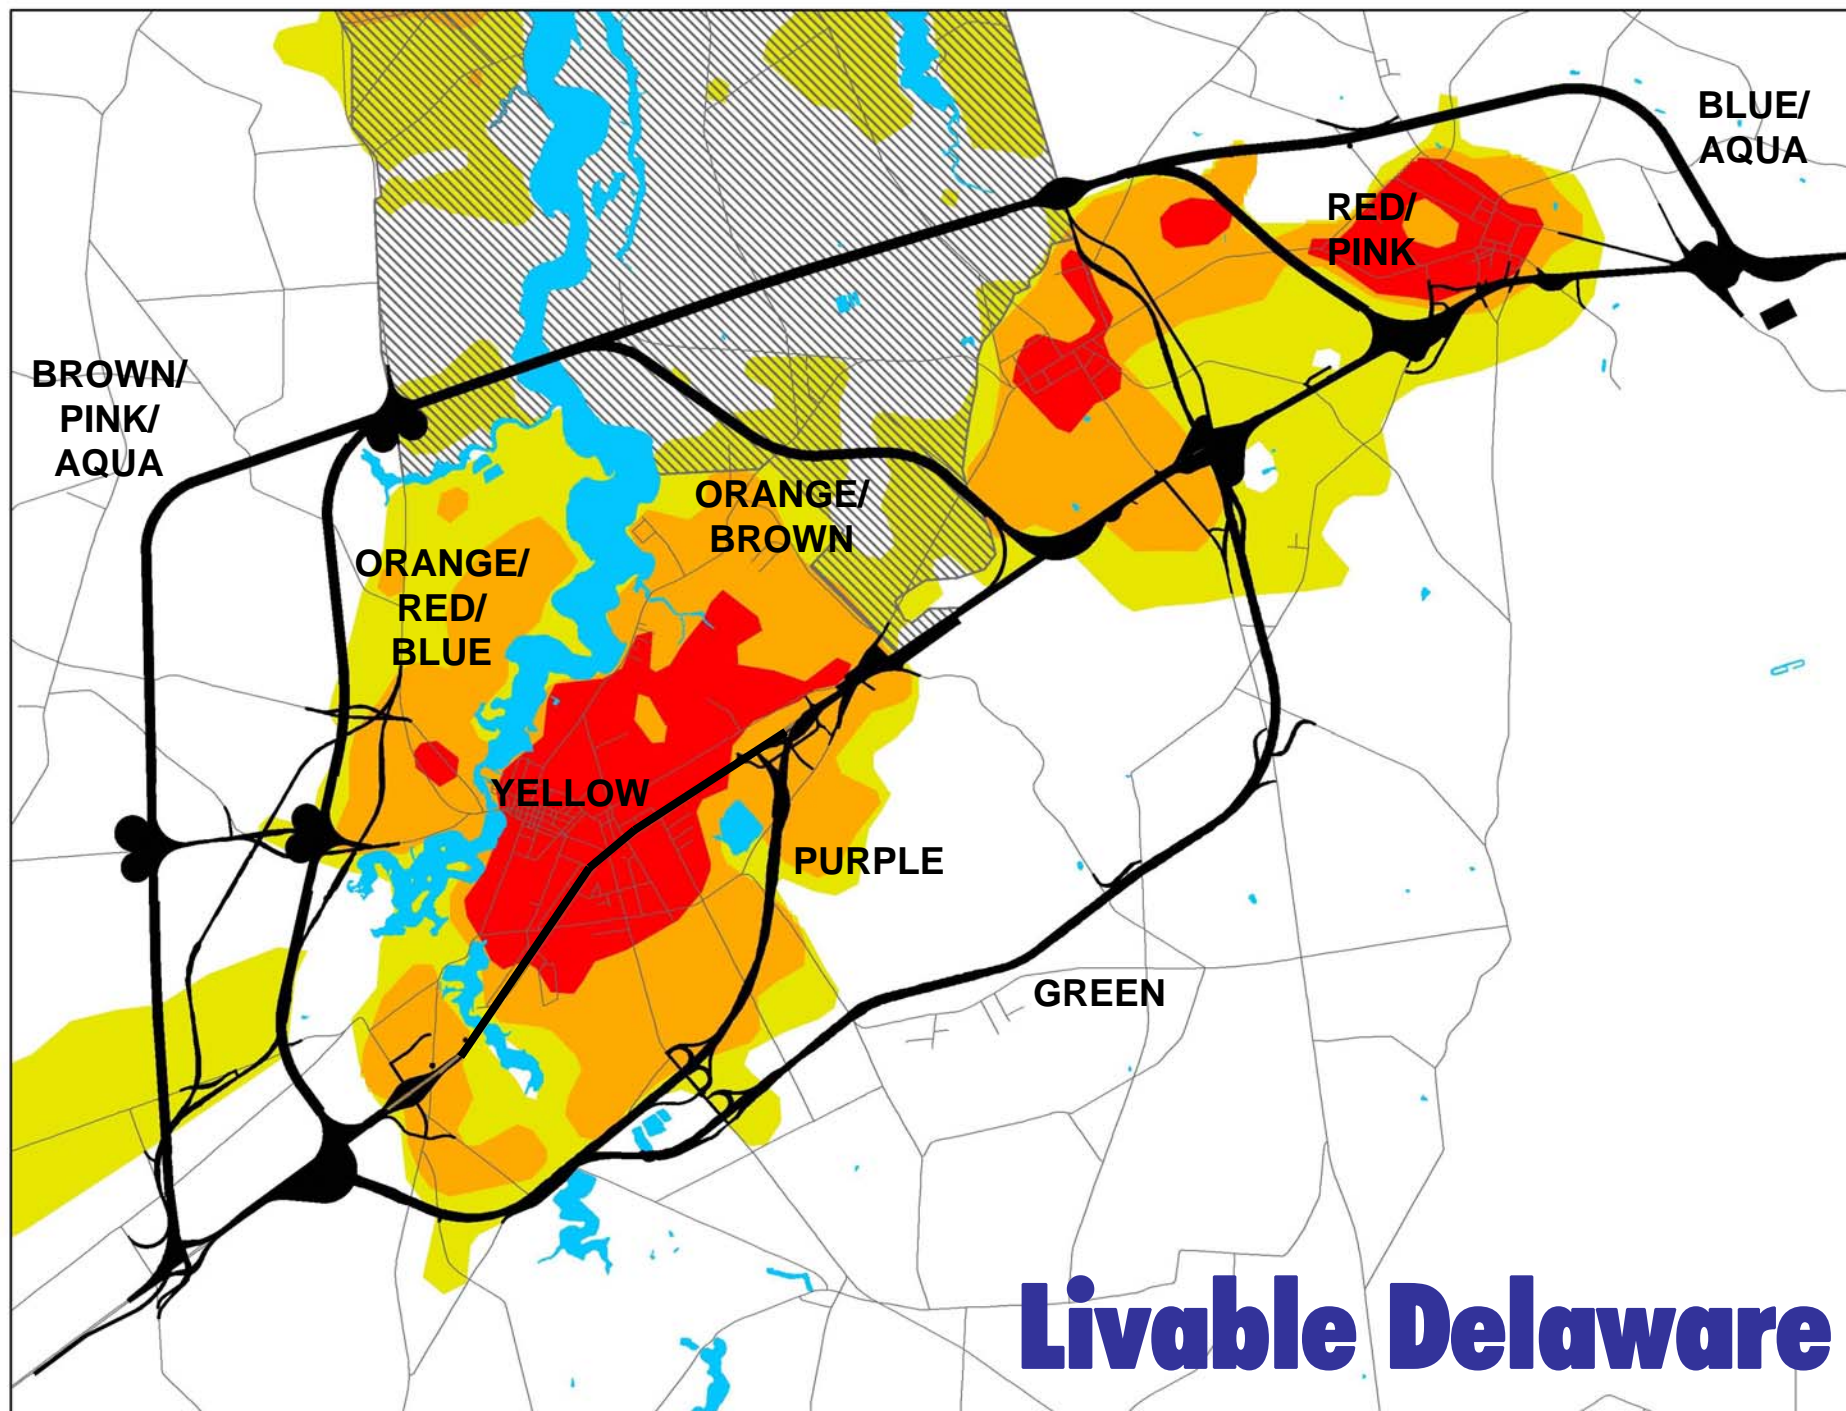 BLUE/
AQUA
RED/
PINK
BROWN/
PINK/
AQUA
ORANGE/
BROWN
ORANGE/
RED/
BLUE
YELLOW
PURPLE
GREEN
Livable Delaware